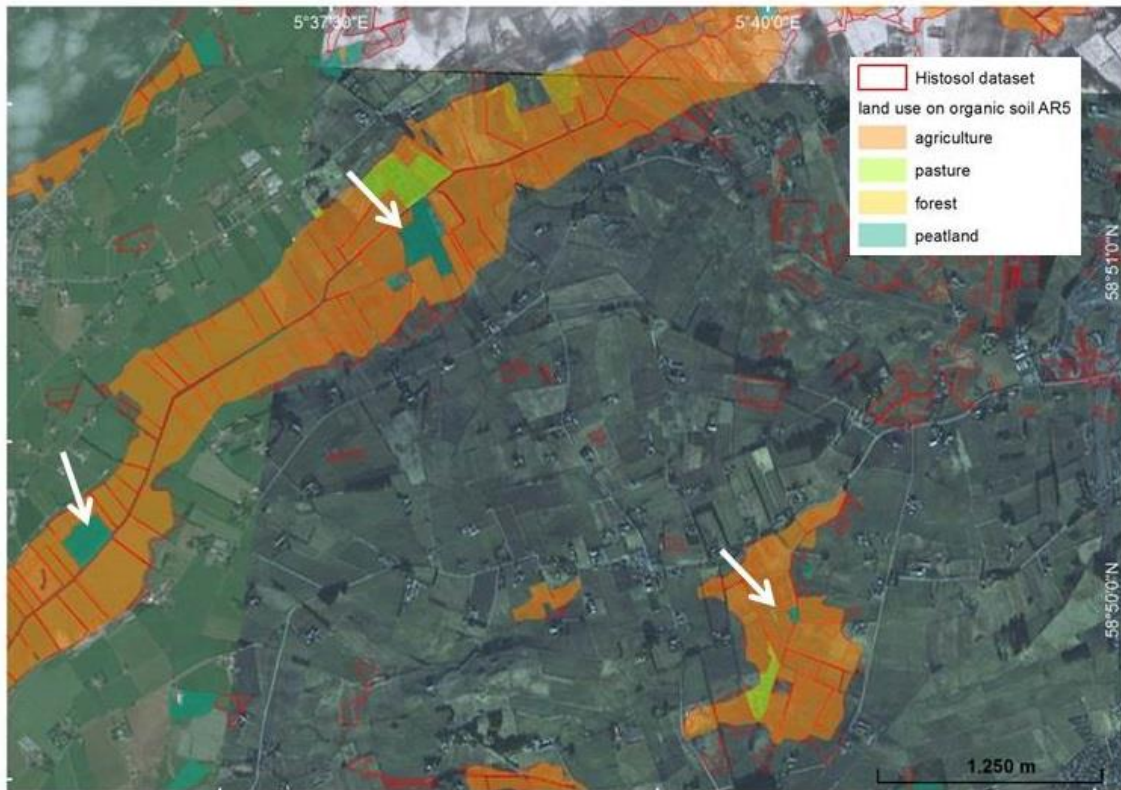 5°37'30"E
5°40'0"E
Histosol dataset
land use on organic soil AR5
agriculture
pasture
forest
peatland
58°51'0"N
58°50'0"N
1.250 m